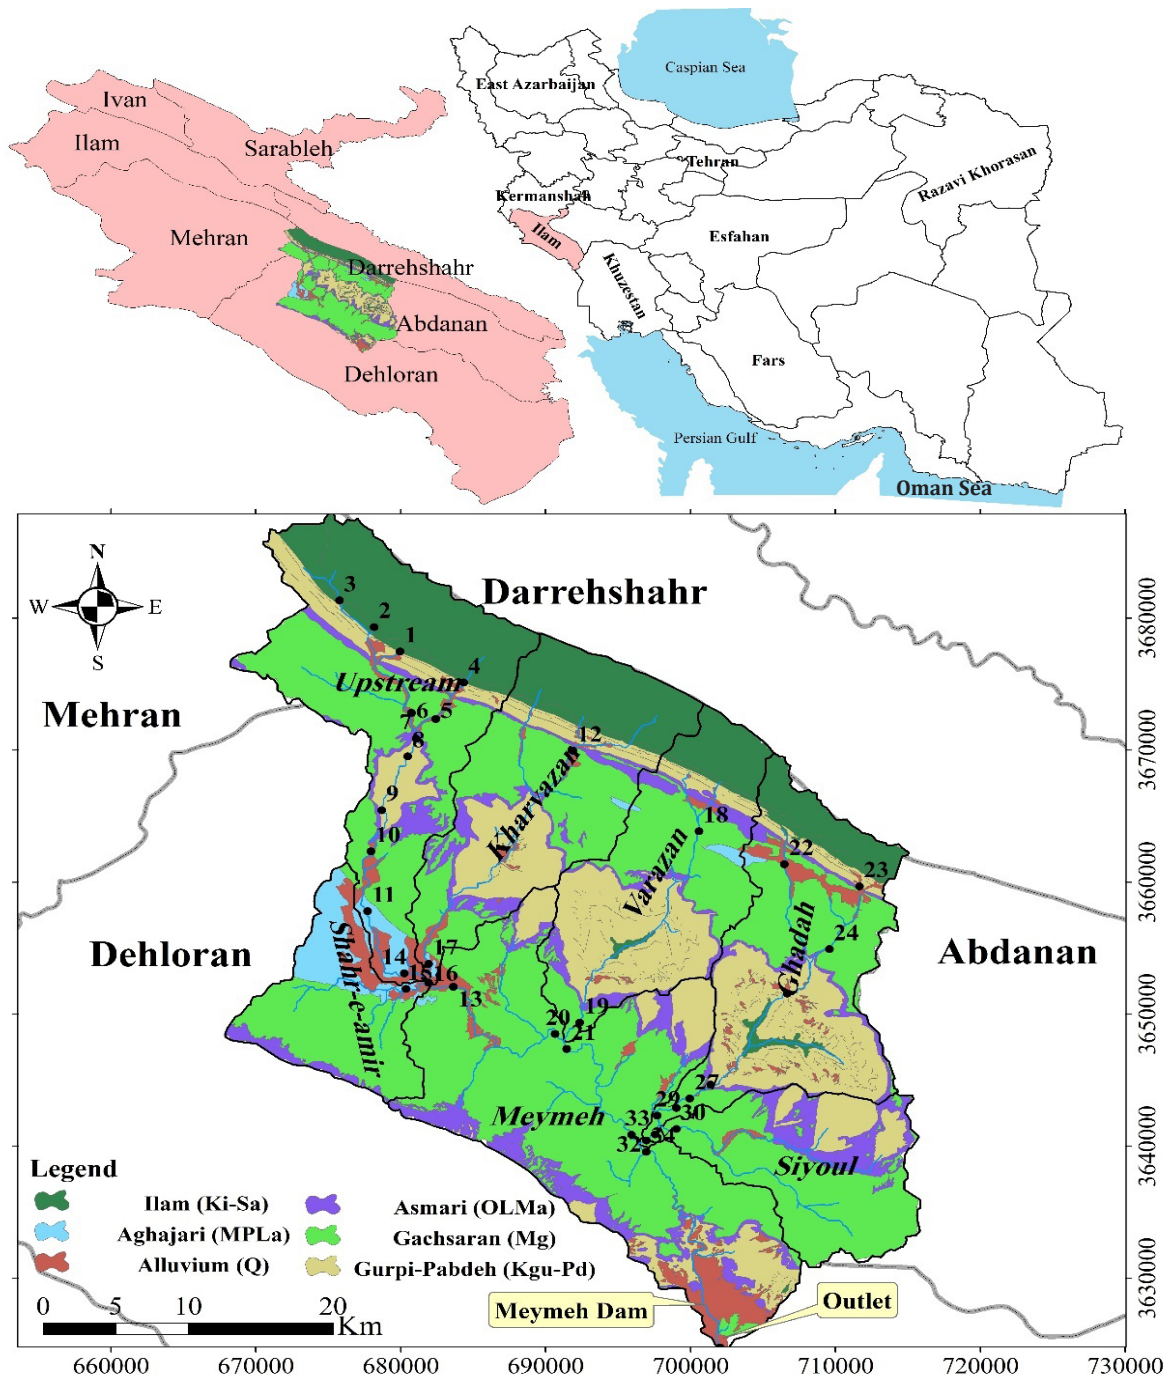 Ivan
Ilam
Sarableh
Mehran
Darrehshahr
Abdanan
Dehloran
Caspian Sea
East Azarbaijan
Tehran
Razavi Khorasan
Kermanshah
Ilam
Esfahan
Khuzestan
Fars
Persian Gulf
Oman Sea
N
W E
S
Darrehshahr
Mehran
Dehloran
Abdanan
3
2
1
4
Upstream
6
5
7
8
12
9
10
18
22
23
11
Kharvazan
Varazan
Ghadah
24
17
14
15
16
13
Shahr-e-amir
19
20
21
27
29
30
33
34
32
Meymeh
Siyoul
Legend
Ilam (Ki-Sa)
Aghajari (MPLa)
Alluvium (Q)
Asmari (OLMa)
Gachsaran (Mg)
Gurpi-Pabdeh (Kgu-Pd)
0 5 10 20
Km
Meymeh Dam
Outlet
3680000
3670000
3660000
3650000
3640000
3630000
660000 670000 680000 690000 700000 710000 720000 730000